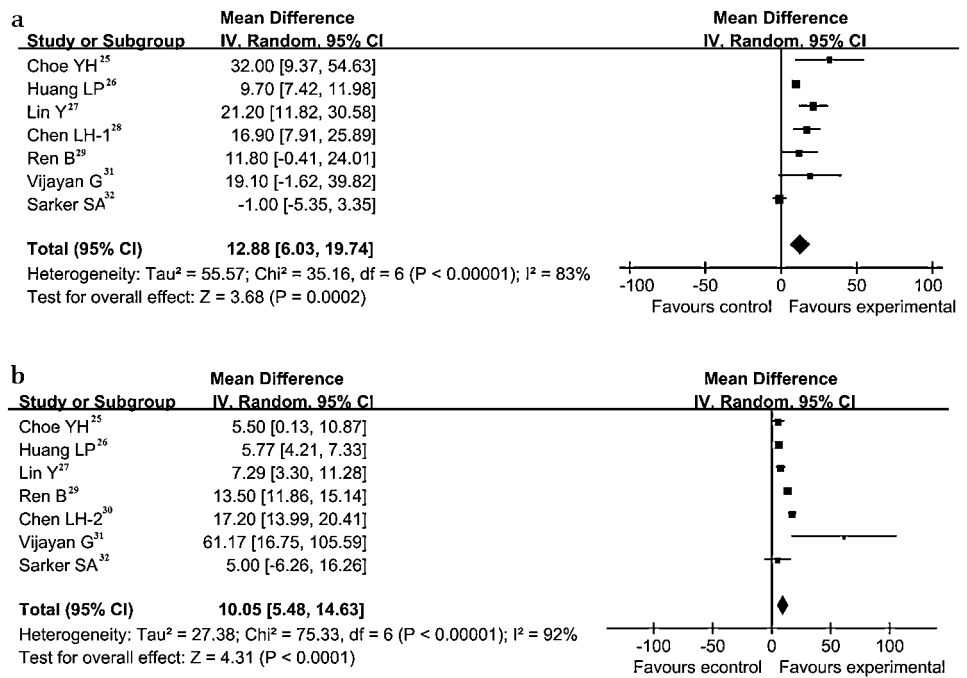 a
Mean Difference Mean Difference
Study or Subgroup IV, Random, 95% CI IV, Random, 95% CI
Choe YH²⁵ 32.00 [9.37, 54.63]
Huang LP²⁶ 9.70 [7.42, 11.98]
Lin Y²⁷ 21.20 [11.82, 30.58]
Chen LH-1²⁸ 16.90 [7.91, 25.89]
Ren B²⁹ 11.80 [-0.41, 24.01]
Vijayan G³¹ 19.10 [-1.62, 39.82]
Sarker SA³² -1.00 [-5.35, 3.35]
Total (95% CI) 12.88 [6.03, 19.74]
Heterogeneity: Tau² = 55.57; Chi² = 35.16, df = 6 (P < 0.00001); I² = 83%
Test for overall effect: Z = 3.68 (P = 0.0002)
-100 -50 0 50 100
Favours control Favours experimental
b
Mean Difference Mean Difference
Study or Subgroup IV, Random, 95% CI IV, Random, 95% CI
Choe YH²⁵ 5.50 [0.13, 10.87]
Huang LP²⁶ 5.77 [4.21, 7.33]
Lin Y²⁷ 7.29 [3.30, 11.28]
Ren B²⁹ 13.50 [11.86, 15.14]
Chen LH-2³⁰ 17.20 [13.99, 20.41]
Vijayan G³¹ 61.17 [16.75, 105.59]
Sarker SA³² 5.00 [-6.26, 16.26]
Total (95% CI) 10.05 [5.48, 14.63]
Heterogeneity: Tau² = 27.38; Chi² = 75.33, df = 6 (P < 0.00001); I² = 92%
Test for overall effect: Z = 4.31 (P < 0.0001)
-100 -50 0 50 100
Favours econtrol Favours experimental